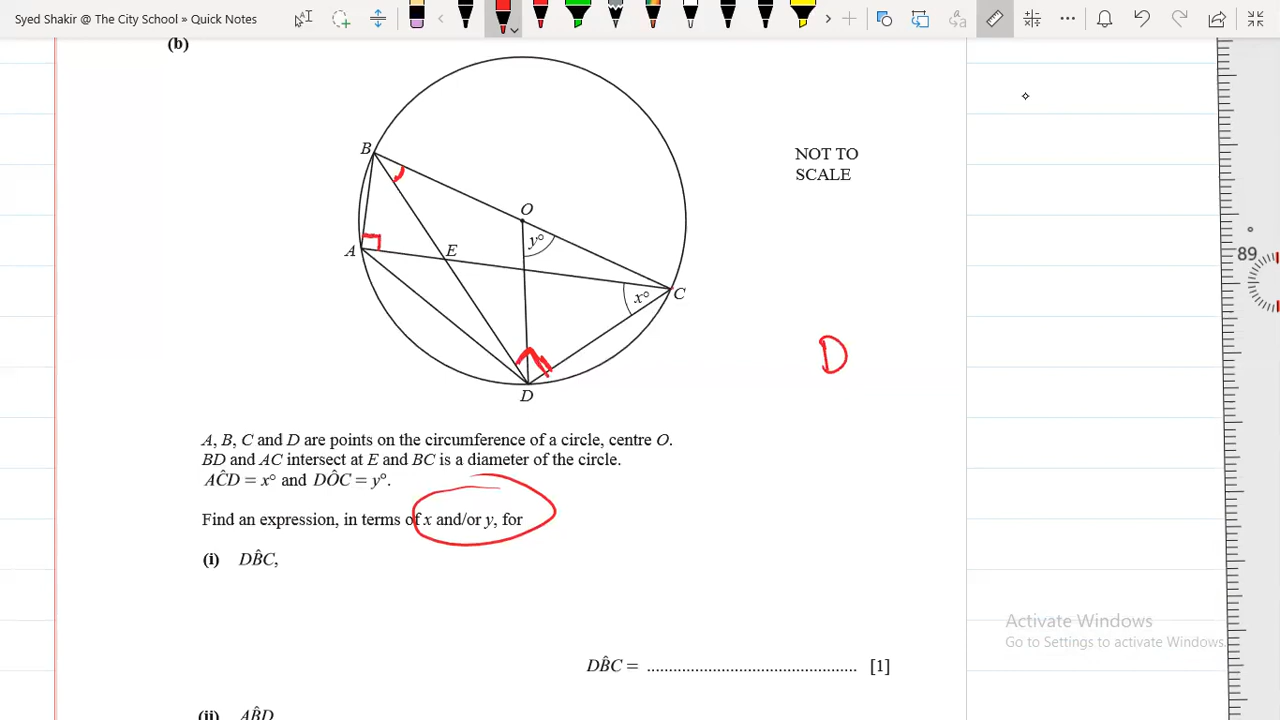 Syed Shakir @ The City School » Quick Notes
(b)
B
NOT TO
SCALE
O
y°
A
E
x°
C
89
D
D
A, B, C and D are points on the circumference of a circle, centre O.
BD and AC intersect at E and BC is a diameter of the circle.
AĈD = x° and DÔC = y°.
Find an expression, in terms of x and/or y, for
(i) DB̂C,
Activate Windows
Go to Settings to activate Windows.
DB̂C = ............................................... [1]
(ii) AB̂D